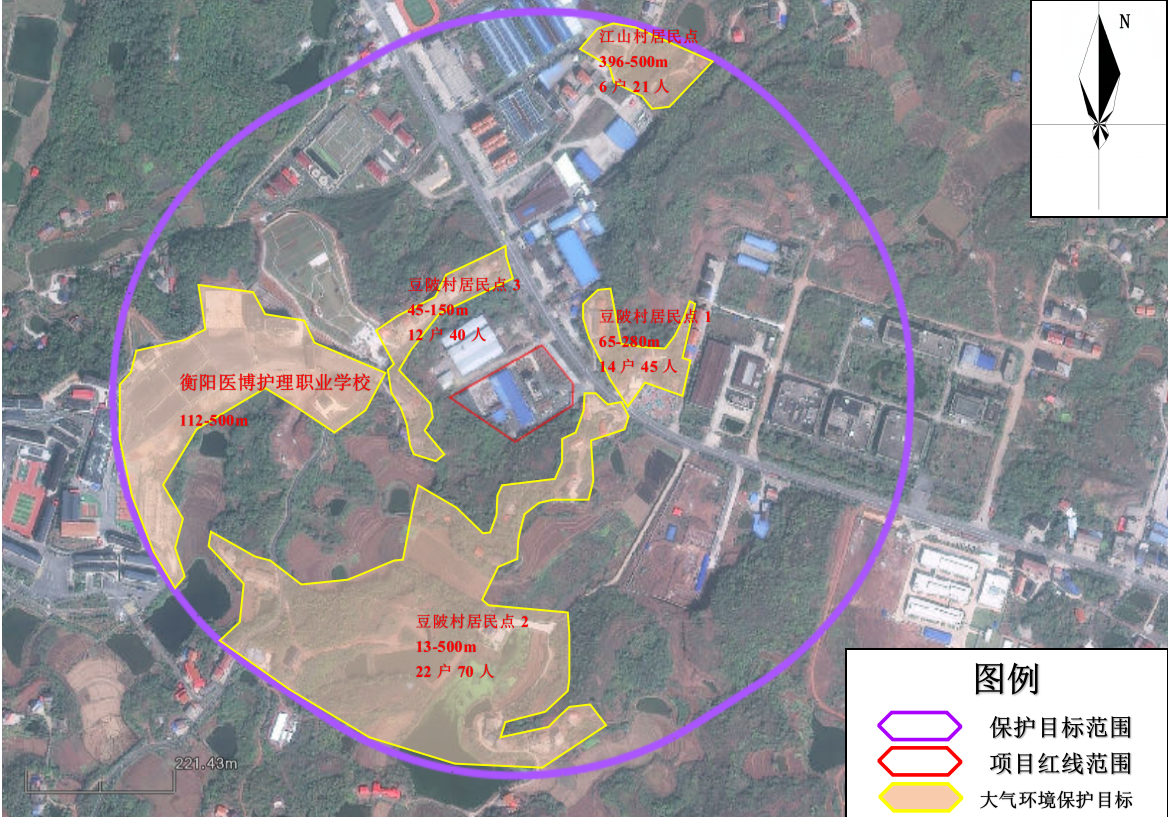 江山村居民点
396-500m
6 户 21 人
N
豆陂村居民点 3
45-150m
12 户 40 人
豆陂村居民点 1
65-280m
14 户 45 人
衡阳医博护理职业学校
112-500m
豆陂村居民点 2
13-500m
22 户 70 人
221.43m
图例
保护目标范围
项目红线范围
大气环境保护目标